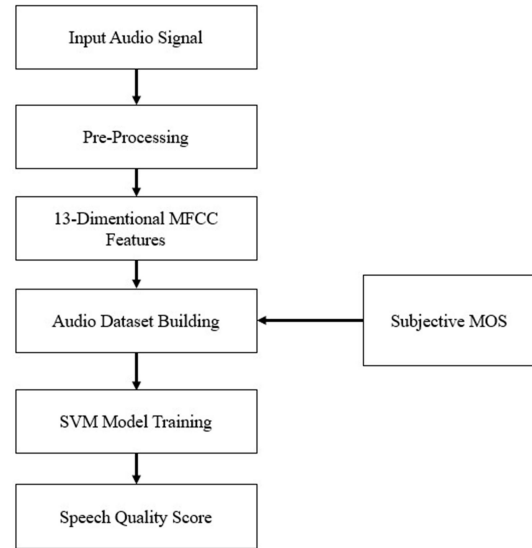 Input Audio Signal
Pre-Processing
13-Dimentional MFCC
Features
Audio Dataset Building
Subjective MOS
SVM Model Training
Speech Quality Score